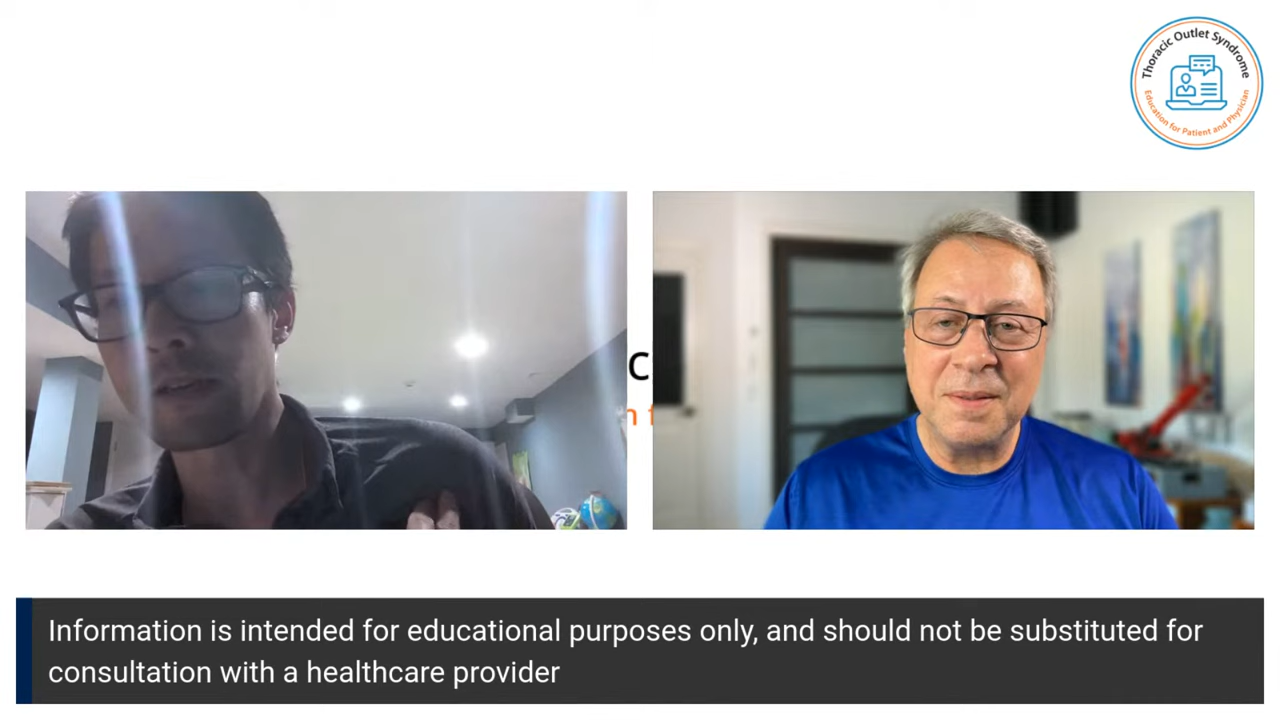 Thoracic Outlet Syndrome
Education for Patient and Physician
Information is intended for educational purposes only, and should not be substituted for
consultation with a healthcare provider